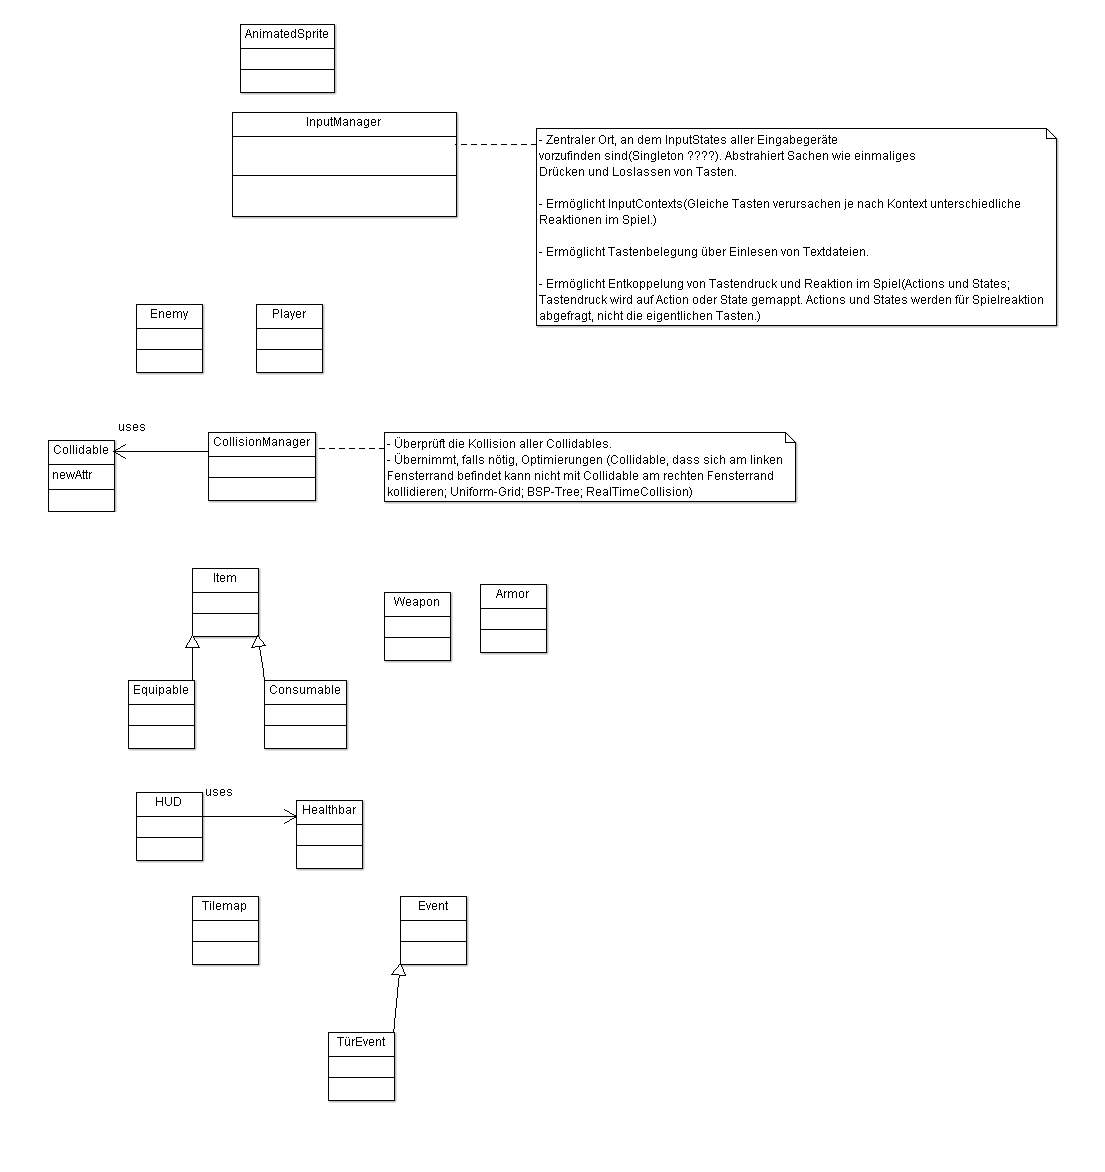 AnimatedSprite
InputManager
- Zentraler Ort, an dem InputStates aller Eingabegeräte
vorzufinden sind(Singleton ????). Abstrahiert Sachen wie einmaliges
Drücken und Loslassen von Tasten.
- Ermöglicht InputContexts(Gleiche Tasten verursachen je nach Kontext unterschiedliche
Reaktionen im Spiel.)
- Ermöglicht Tastenbelegung über Einlesen von Textdateien.
- Ermöglicht Entkoppelung von Tastendruck und Reaktion im Spiel(Actions und States;
Tastendruck wird auf Action oder State gemappt. Actions und States werden für Spielreaktion
abgefragt, nicht die eigentlichen Tasten.)
Enemy
Player
uses
Collidable
newAttr
CollisionManager
- Überprüft die Kollision aller Collidables.
- Übernimmt, falls nötig, Optimierungen (Collidable, dass sich am linken
Fensterrand befindet kann nicht mit Collidable am rechten Fensterrand
kollidieren; Uniform-Grid; BSP-Tree; RealTimeCollision)
Item
Weapon
Armor
Equipable
Consumable
HUD
uses
Healthbar
Tilemap
Event
TürEvent